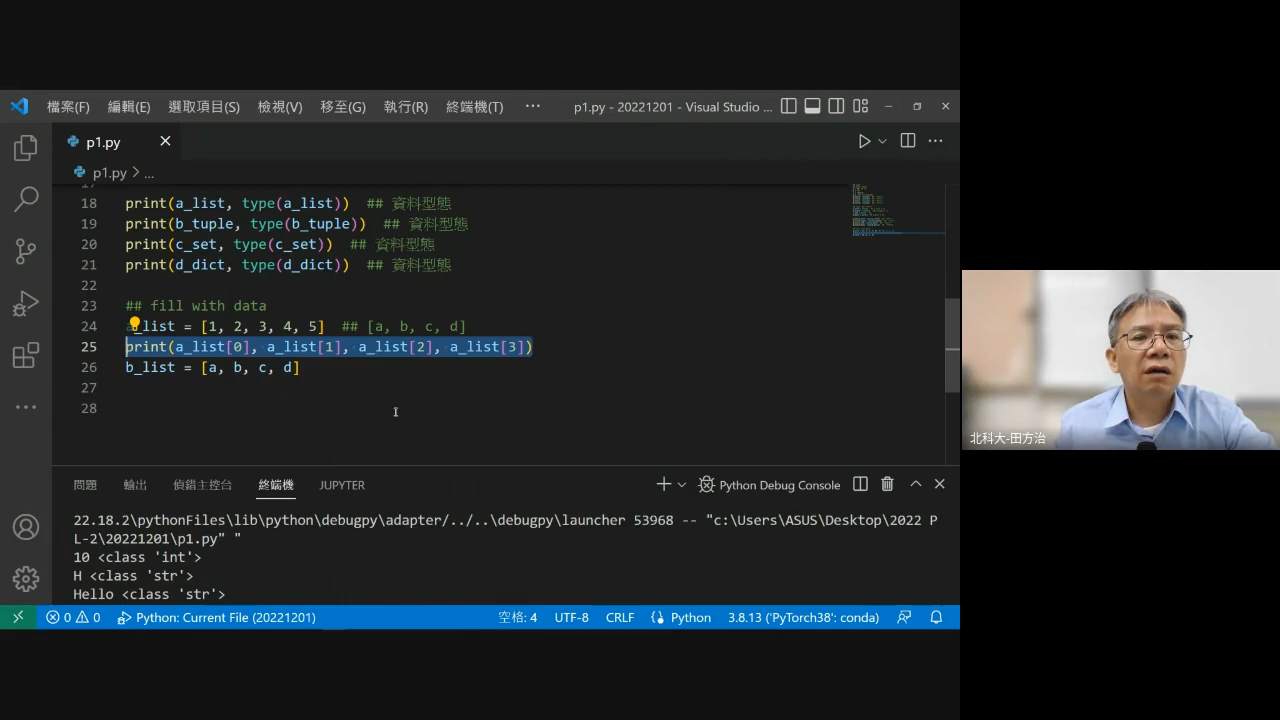 檔案(F) 編輯(E) 選取項目(S) 檢視(V) 移至(G) 執行(R) 終端機(T) ··· p1.py - 20221201 - Visual Studio ...
p1.py
p1.py > ...
17
18 print(a_list, type(a_list)) ## 資料型態
19 print(b_tuple, type(b_tuple)) ## 資料型態
20 print(c_set, type(c_set)) ## 資料型態
21 print(d_dict, type(d_dict)) ## 資料型態
22
23 ## fill with data
24 a_list = [1, 2, 3, 4, 5] ## [a, b, c, d]
25 print(a_list[0], a_list[1], a_list[2], a_list[3])
26 b_list = [a, b, c, d]
27
28
問題 輸出 偵錯主控台 終端機 JUPYTER Python Debug Console
22.18.2\pythonFiles\lib\python\debugpy\adapter/../..\debugpy\launcher 53968 -- "c:\Users\ASUS\Desktop\2022 P
L-2\20221201\p1.py" "
10 <class 'int'>
H <class 'str'>
Hello <class 'str'>
0 0 Python: Current File (20221201) 空格: 4 UTF-8 CRLF Python 3.8.13 ('PyTorch38': conda)
北科大-田方治